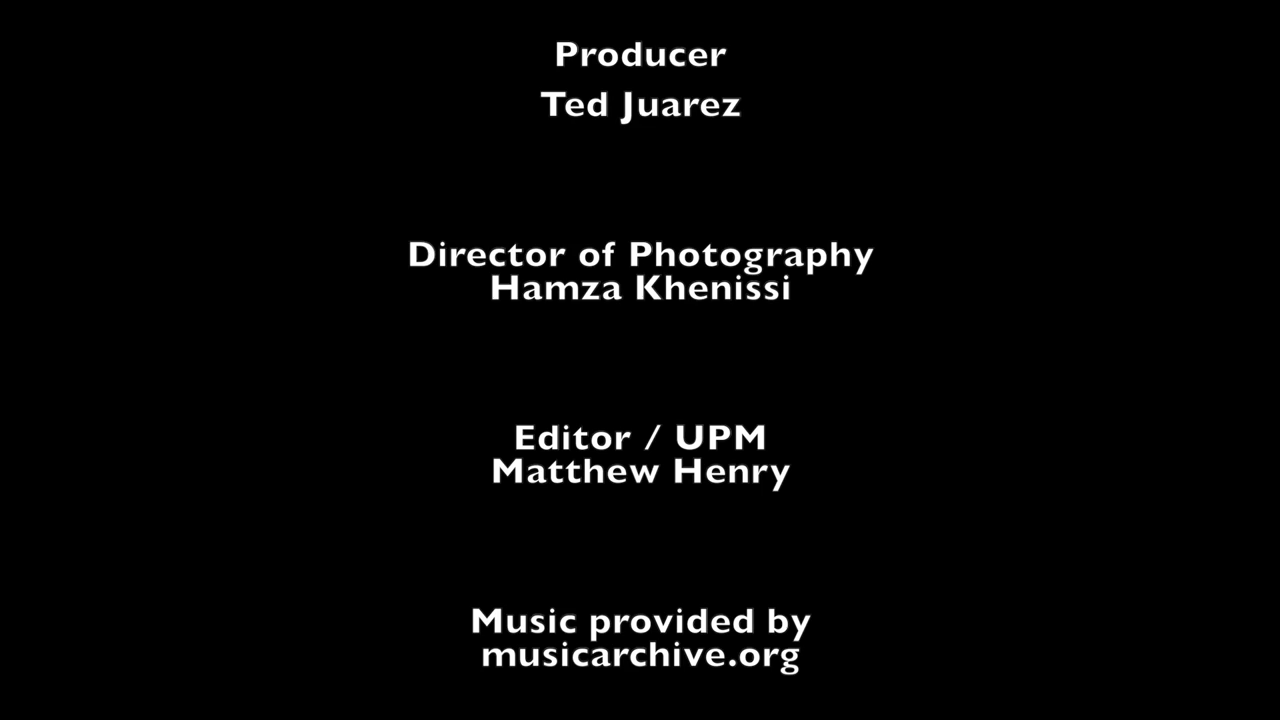 Producer
Ted Juarez
Director of Photography
Hamza Khenissi
Editor / UPM
Matthew Henry
Music provided by
musicarchive.org